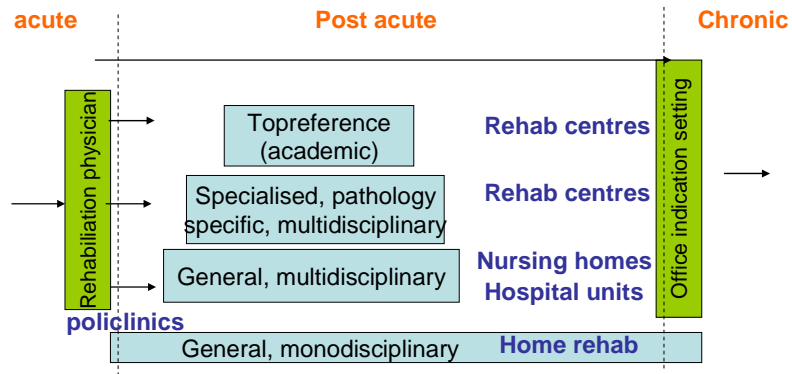 acute
Post acute
Chronic
Rehabiliation physician
Topreference
(academic)
Rehab centres
Specialised, pathology
specific, multidisciplinary
Rehab centres
General, multidisciplinary
Nursing homes
Hospital units
Office indication setting
policlinics
General, monodisciplinary
Home rehab